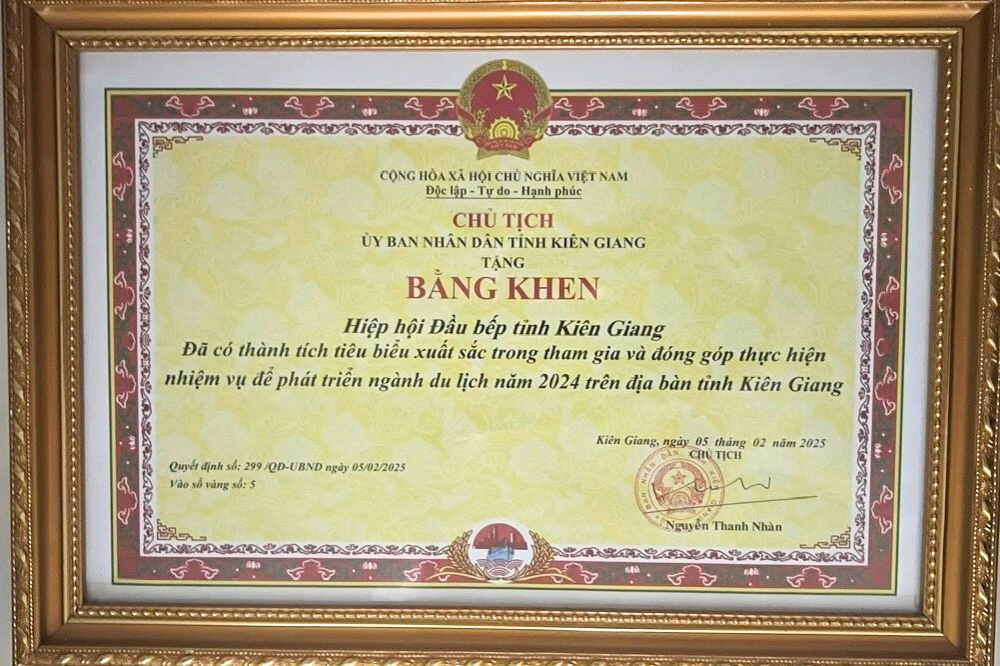 CỘNG HÒA XÃ HỘI CHỦ NGHĨA VIỆT NAM
Độc lập - Tự do - Hạnh phúc
CHỦ TỊCH
ỦY BAN NHÂN DÂN TỈNH KIÊN GIANG
TẶNG
BẰNG KHEN
Hiệp hội Đầu bếp tỉnh Kiên Giang
Đã có thành tích tiêu biểu xuất sắc trong tham gia và đóng góp thực hiện
nhiệm vụ để phát triển ngành du lịch năm 2024 trên địa bàn tỉnh Kiên Giang
Kiên Giang, ngày 05 tháng 02 năm 2025
CHỦ TỊCH
Quyết định số: 299 /QĐ-UBND ngày 05/02/2025
Vào sổ vàng số: 5
Nguyễn Thanh Nhàn